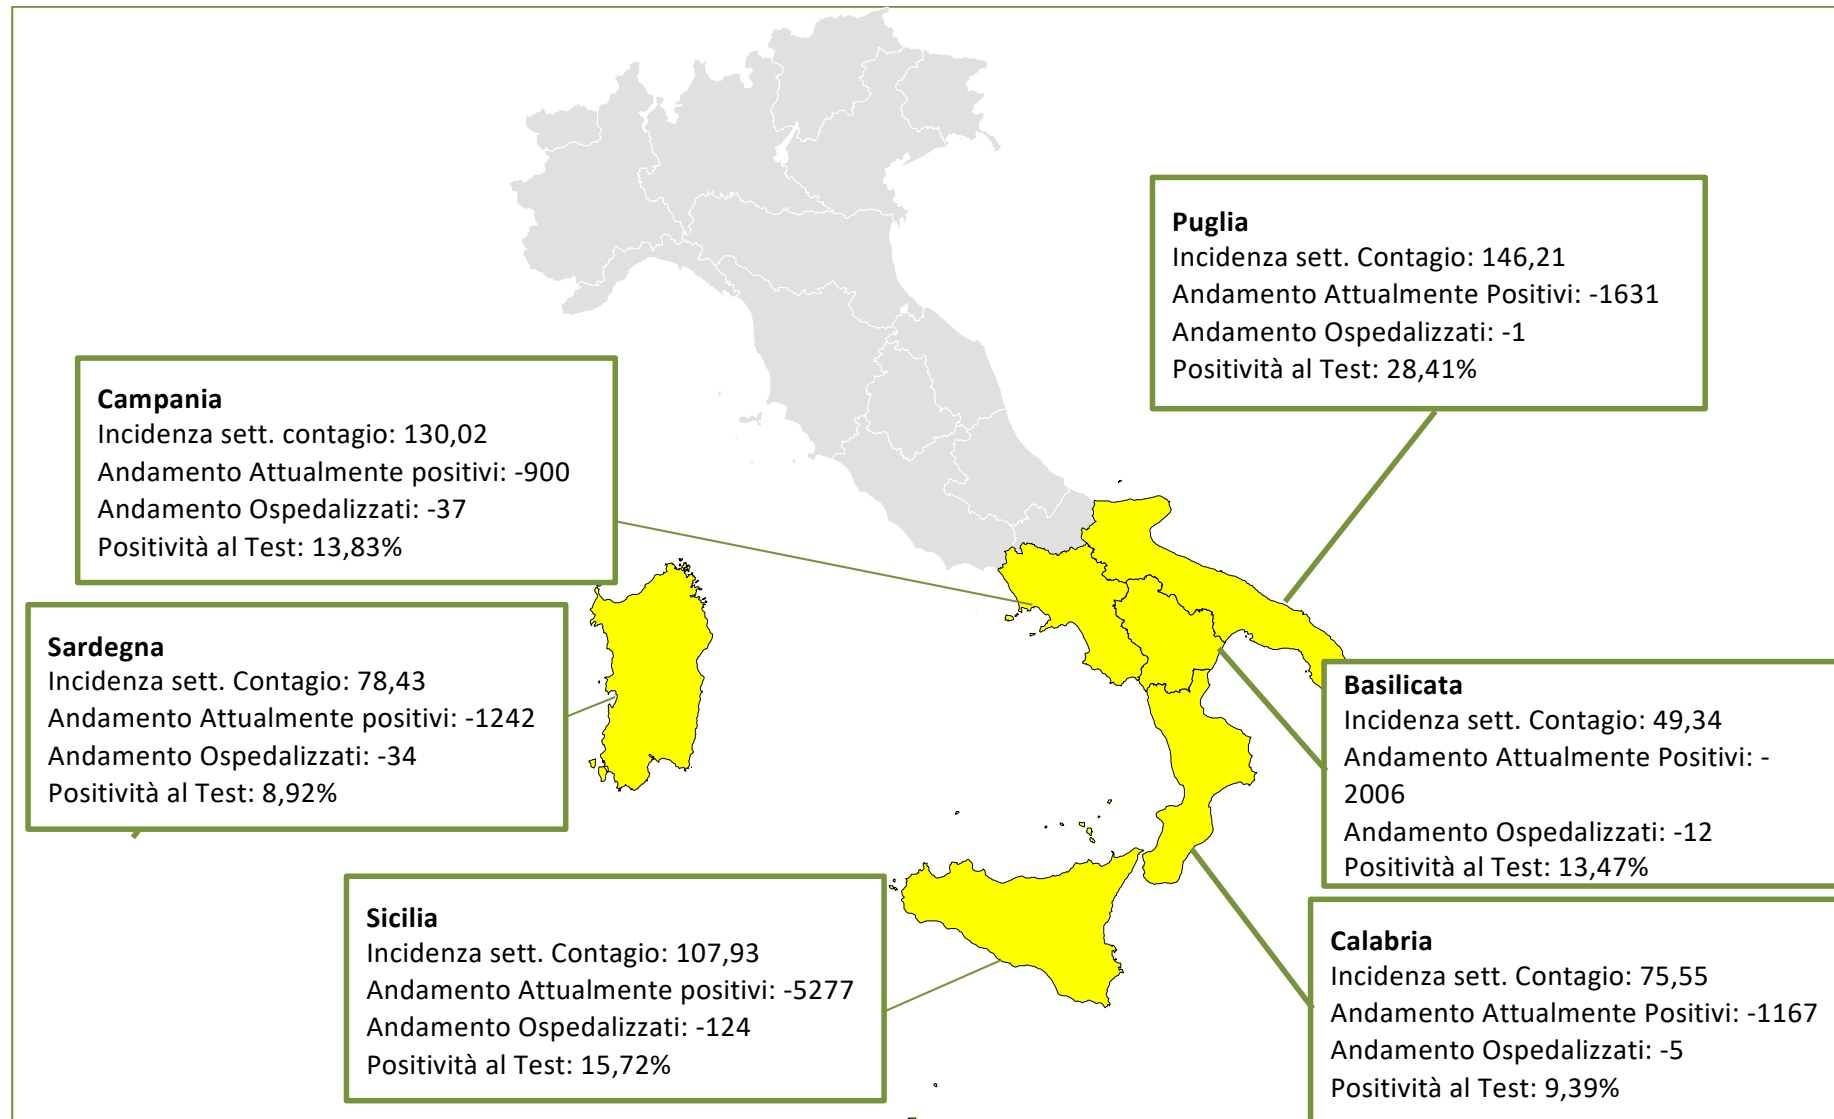 Puglia
Incidenza sett. Contagio: 146,21
Andamento Attualmente Positivi: -1631
Andamento Ospedalizzati: -1
Positività al Test: 28,41%
Campania
Incidenza sett. contagio: 130,02
Andamento Attualmente positivi: -900
Andamento Ospedalizzati: -37
Positività al Test: 13,83%
Sardegna
Incidenza sett. Contagio: 78,43
Andamento Attualmente positivi: -1242
Andamento Ospedalizzati: -34
Positività al Test: 8,92%
Basilicata
Incidenza sett. Contagio: 49,34
Andamento Attualmente Positivi: -
2006
Andamento Ospedalizzati: -12
Positività al Test: 13,47%
Sicilia
Incidenza sett. Contagio: 107,93
Andamento Attualmente positivi: -5277
Andamento Ospedalizzati: -124
Positività al Test: 15,72%
Calabria
Incidenza sett. Contagio: 75,55
Andamento Attualmente Positivi: -1167
Andamento Ospedalizzati: -5
Positività al Test: 9,39%